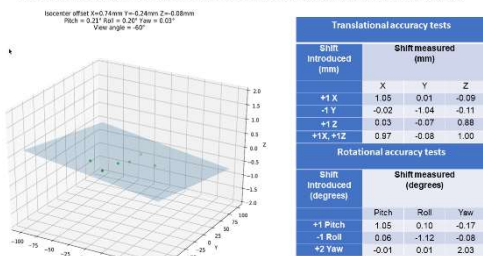 Isocenter offset X=0.74mm Y=-0.24mm Z=-0.08mm
Pitch = 0.21° Roll = 0.20° Yaw = 0.03°
View angle = -60°
2.0
1.5
1.0
0.5
0.0
-0.5
-1.0
-1.5
-2.0
Z
100
75
50
25
0
-25
Y
-100
-75
-50
Translational accuracy tests
Shift introduced (mm) Shift measured (mm)
X Y Z
+1 X 1.05 0.01 -0.09
-1 Y -0.02 -1.04 -0.11
+1 Z 0.03 -0.07 0.88
+1X, +1Z 0.97 -0.08 1.00
Rotational accuracy tests
Shift introduced (degrees) Shift measured (degrees)
Pitch Roll Yaw
+1 Pitch 1.05 0.10 -0.17
-1 Roll 0.06 -1.12 -0.08
+2 Yaw -0.01 0.01 2.03